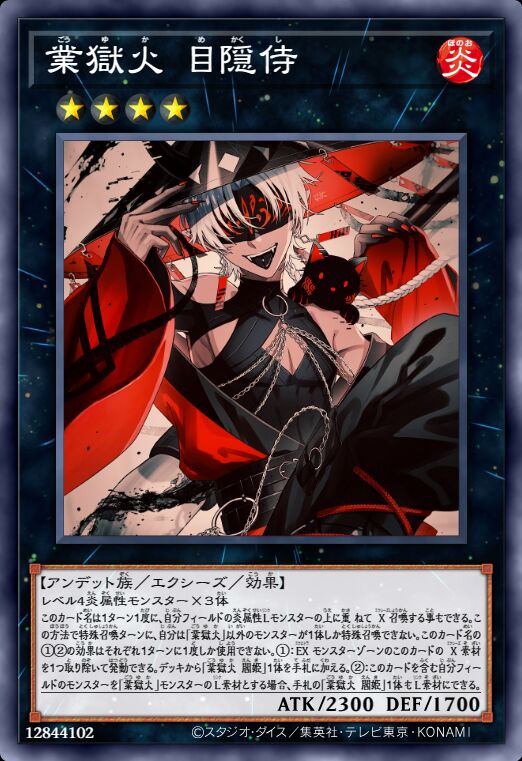 業獄火 目隠侍
炎
【アンデット族／エクシーズ／効果】
レベル4炎属性モンスター×3体
このカード名は1ターン1度に、自分フィールドの炎属性Lモンスターの上に重ねて X 召喚する事もできる。こ
の方法で特殊召喚ターンに、自分は「業獄火」以外のモンスターが1体しか特殊召喚できない。このカード名の
①②の効果はそれぞれ1ターンに1度しか使用できない。①:EX モンスターゾーンのこのカードの X 素材
を1つ取り除いて発動できる。デッキから「業獄火 閣姫」1体を手札に加える。②:このカードを含む自分フィー
ルドのモンスターを「業獄火」モンスターのL素材とする場合、手札の「業獄火 閣姫」1体もL素材にできる。
ATK/2300 DEF/1700
12844102 ©スタジオ・ダイス／集英社・テレビ東京・KONAMI